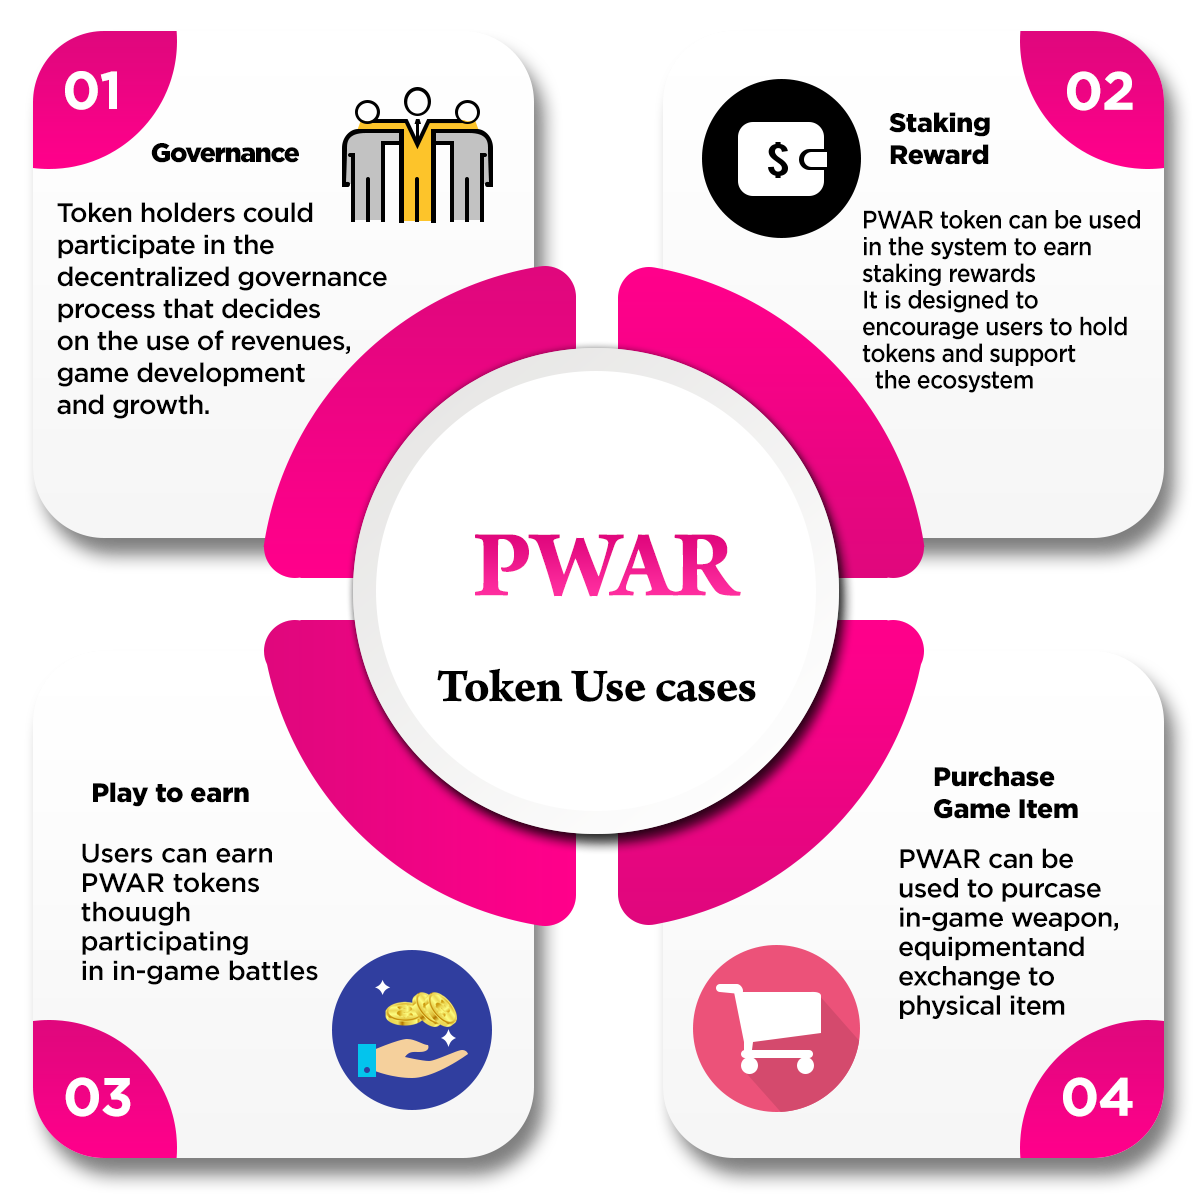 01
Governance
Token holders could
participate in the
decentralized governance
process that decides
on the use of revenues,
game development
and growth.
02
Staking
Reward
$
PWAR token can be used
in the system to earn
staking rewards
It is designed to
encourage users to hold
tokens and support
the ecosystem
PWAR
Token Use cases
Play to earn
Users can earn
PWAR tokens
thouugh
participating
in in-game battles
03
Purchase
Game Item
PWAR can be
used to purcase
in-game weapon,
equipmentand
exchange to
physical item
04